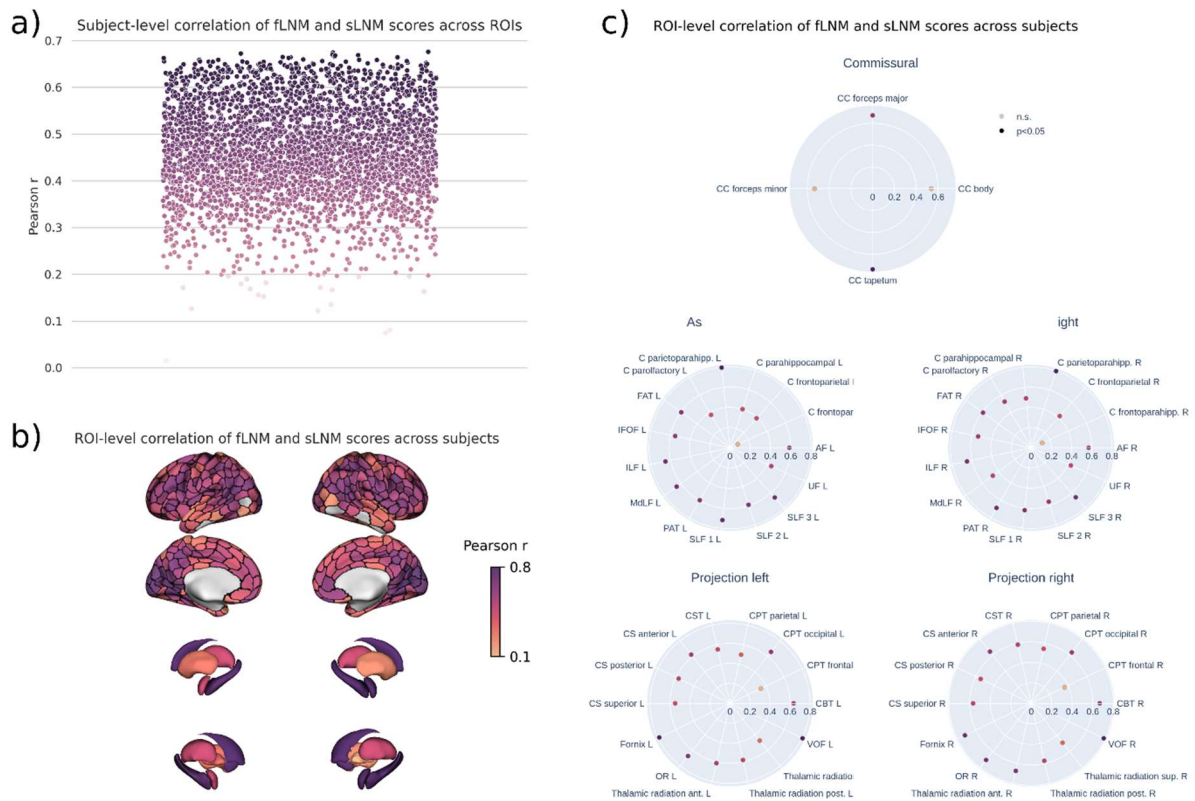 a)
Subject-level correlation of fLNM and sLNM scores across ROIs
0.7
0.6
0.5
0.4
0.3
0.2
0.1
0.0
Pearson r
b)
ROI-level correlation of fLNM and sLNM scores across subjects
Pearson r
0.8
0.1
c)
ROI-level correlation of fLNM and sLNM scores across subjects
Commissural
CC forceps major
n.s.
p<0.05
CC forceps minor
0 0.2 0.4 0.6
CC body
CC tapetum
As
C parietoparahipp. L
C parahippocampal L
C parolfactory L
C frontoparietal
FAT L
C frontopar
IFOF L
0 0.2 0.4 0.6 0.8
AF L
ILF L
UF L
MdLF L
SLF 3 L
PAT L
SLF 2 L
SLF 1 L
ight
C parahippocampal R
C parietoparahipp. R
C parolfactory R
C frontoparietal R
FAT R
C frontoparahipp. R
IFOF R
0 0.2 0.4 0.6 0.8
AF R
ILF R
UF R
MdLF R
SLF 3 R
PAT R
SLF 2 R
SLF 1 R
Projection left
CST L
CPT parietal L
CS anterior L
CPT occipital L
CS posterior L
CPT frontal
CS superior L
0 0.2 0.4 0.6 0.8
CBT L
Fornix L
VOF L
OR L
Thalamic radiation
Thalamic radiation ant. L
Thalamic radiation post. L
Projection right
CST R
CPT parietal R
CS anterior R
CPT occipital R
CS posterior R
CPT frontal R
CS superior R
0 0.2 0.4 0.6 0.8
CBT R
Fornix R
VOF R
OR R
Thalamic radiation sup. R
Thalamic radiation ant. R
Thalamic radiation post. R